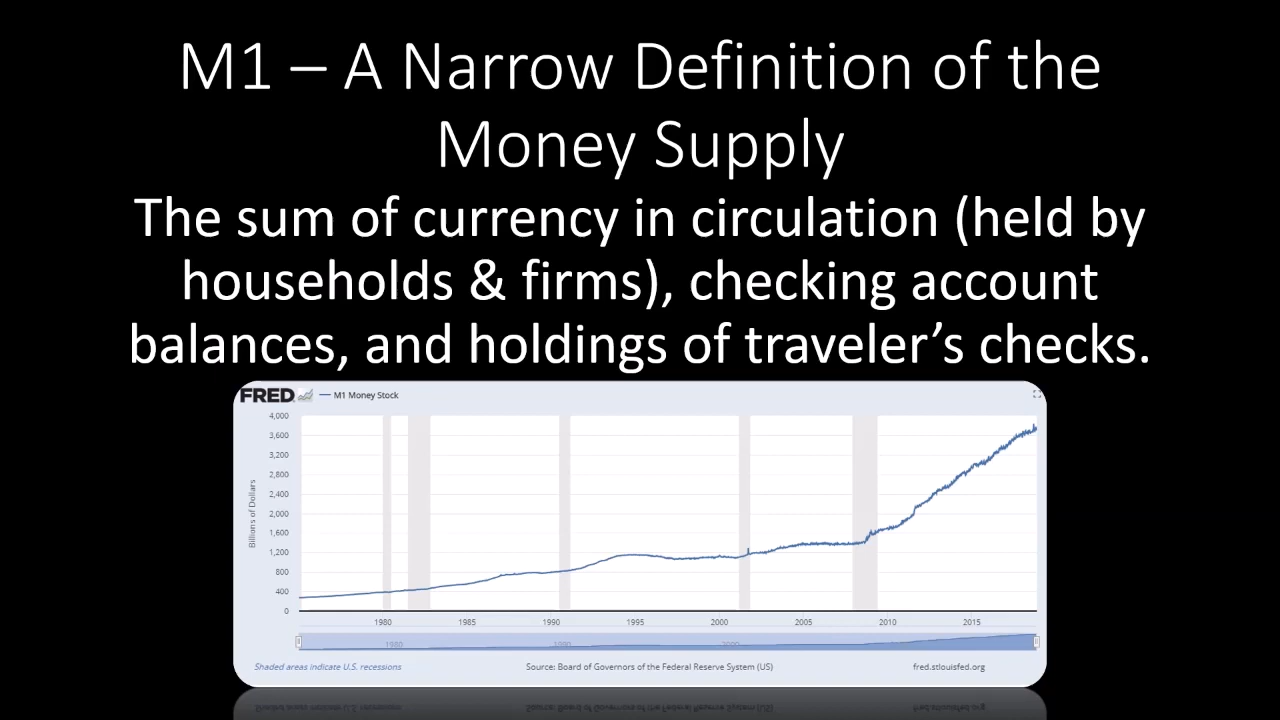 M1 – A Narrow Definition of the
Money Supply
The sum of currency in circulation (held by
households & firms), checking account
balances, and holdings of traveler’s checks.
FRED — M1 Money Stock
4,000
3,600
3,200
2,800
2,400
2,000
1,600
1,200
800
400
0
Billions of Dollars
1980 1985 1990 1995 2000 2005 2010 2015
1980 1990 2000
Shaded areas indicate U.S. recessions Source: Board of Governors of the Federal Reserve System (US) fred.stlouisfed.org